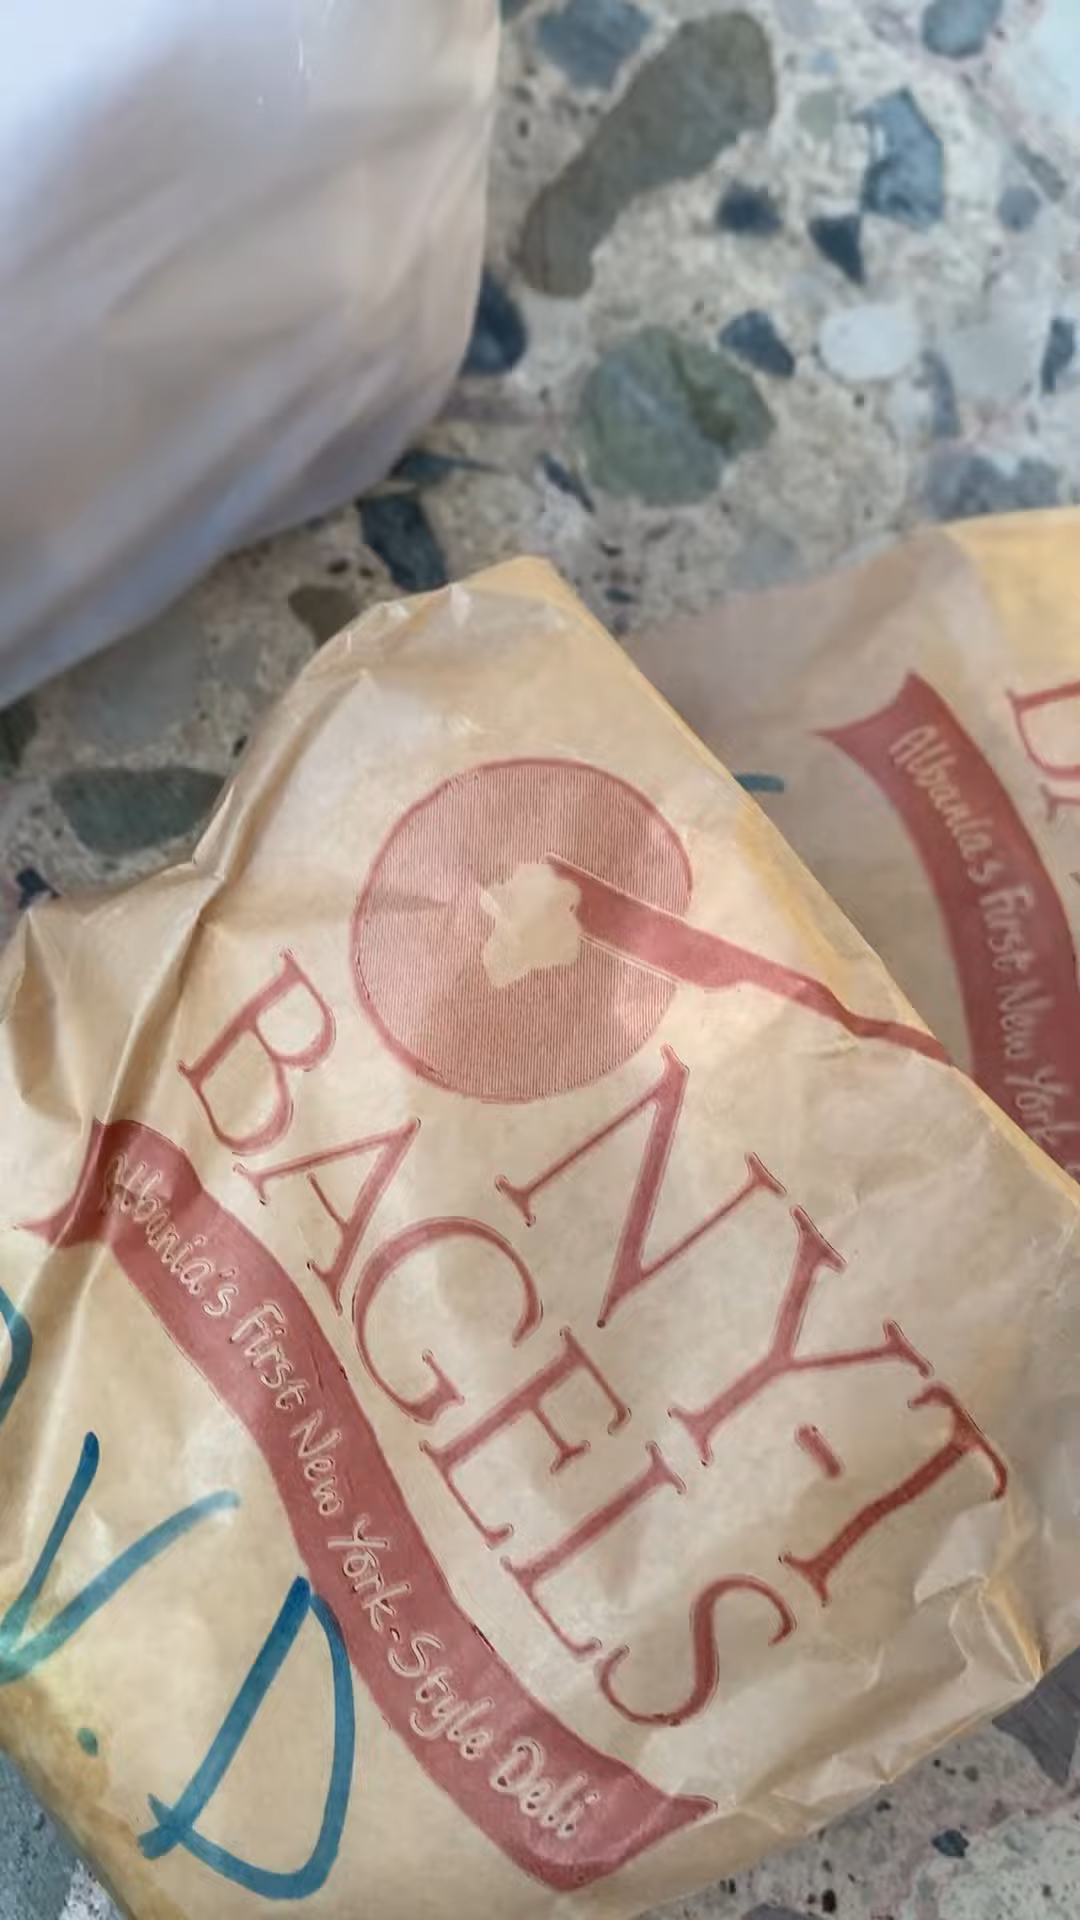 NY-T
BAGELS
Albania's First New York-Style Deli
D
Albania's First New York